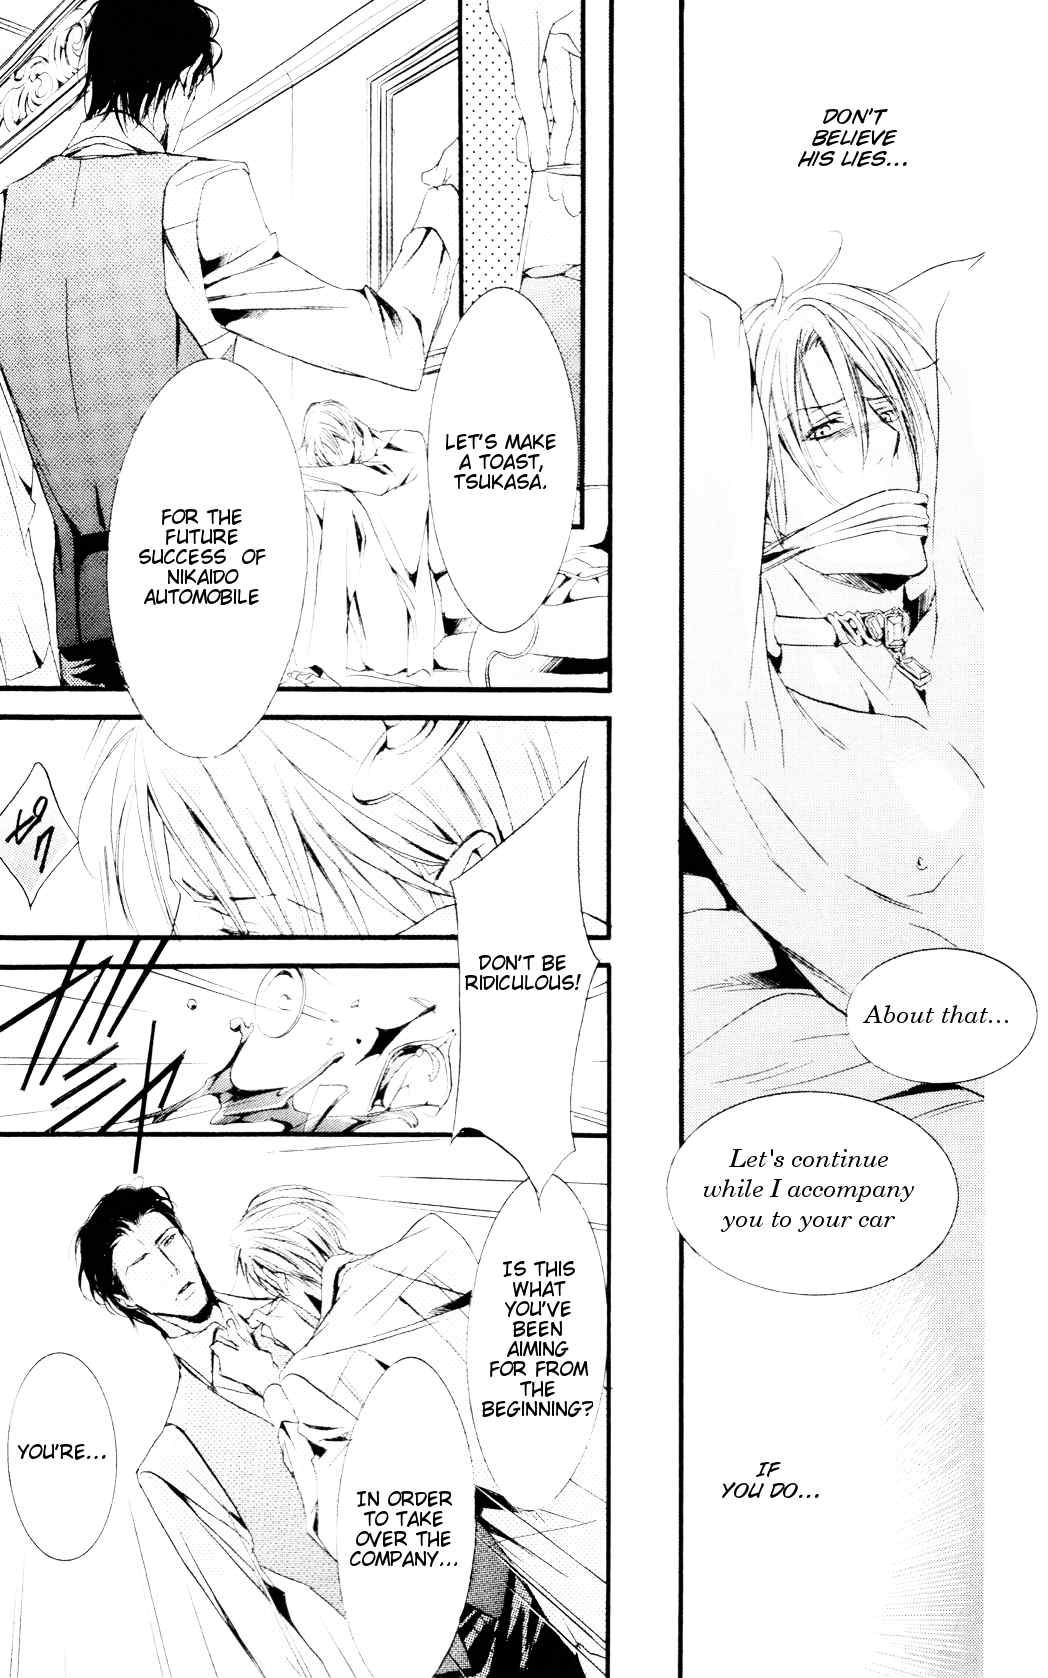 DON'T
BELIEVE
HIS LIES...
About that...
Let's continue
while I accompany
you to your car
IF
YOU DO...
LET'S MAKE
A TOAST,
TSUKASA.
FOR THE
FUTURE
SUCCESS OF
NIKAIDO
AUTOMOBILE
DON'T BE
RIDICULOUS!
IS THIS
WHAT
YOU'VE
BEEN
AIMING
FOR FROM
THE
BEGINNING?
IN ORDER
TO TAKE
OVER THE
COMPANY...
YOU'RE...